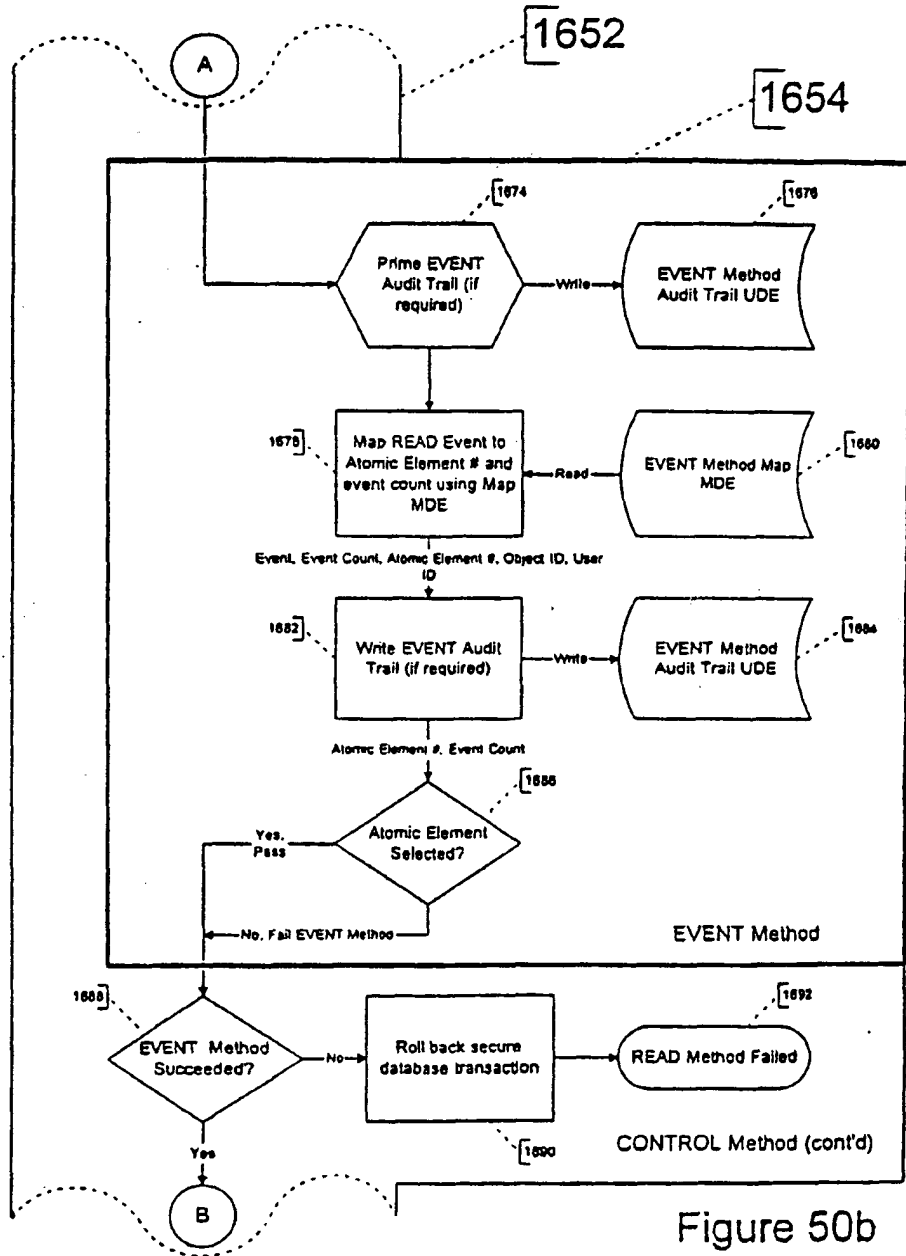 1652
A
1654
1674
1676
Prime EVENT
Audit Trail (if
required)
Write
EVENT Method
Audit Trail UDE
1678
Map READ Event to
Atomic Element # and
event count using Map
MDE
Read
EVENT Method Map
MDE
1680
Event, Event Count, Atomic Element #, Object ID, User
ID
1682
Write EVENT Audit
Trail (if required)
Write
EVENT Method
Audit Trail UDE
1684
Atomic Element #, Event Count
1686
Atomic Element
Selected?
Yes,
Pass
No, Fail EVENT Method
EVENT Method
1688
EVENT Method
Succeeded?
No
Roll back secure
database transaction
1692
READ Method Failed
1690
CONTROL Method (cont'd)
Yes
B
Figure 50b